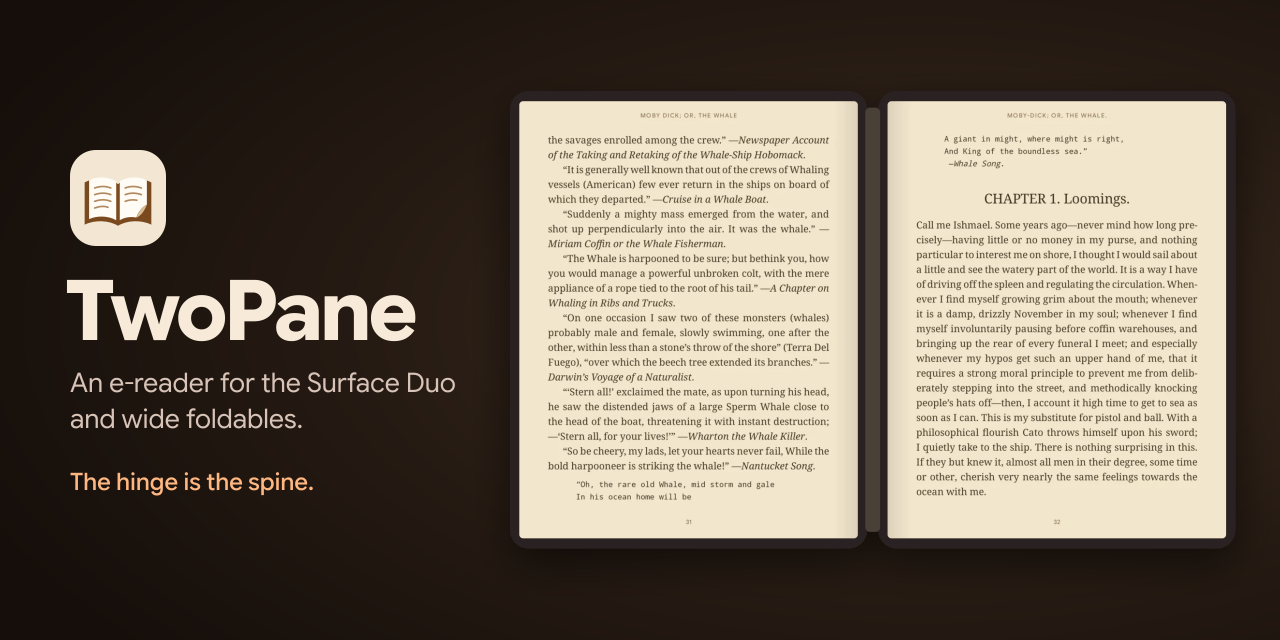 TwoPane
An e-reader for the Surface Duo
and wide foldables.
The hinge is the spine.
MOBY DICK; OR, THE WHALE
the savages enrolled among the crew.” —Newspaper Account
of the Taking and Retaking of the Whale-Ship Hobomack.
“It is generally well known that out of the crews of Whaling
vessels (American) few ever return in the ships on board of
which they departed.” —Cruise in a Whale Boat.
“Suddenly a mighty mass emerged from the water, and
shot up perpendicularly into the air. It was the whale.” —
Miriam Coffin or the Whale Fisherman.
“The Whale is harpooned to be sure; but bethink you, how
you would manage a powerful unbroken colt, with the mere
appliance of a rope tied to the root of his tail.” —A Chapter on
Whaling in Ribs and Trucks.
“On one occasion I saw two of these monsters (whales)
probably male and female, slowly swimming, one after the
other, within less than a stone’s throw of the shore” (Terra Del
Fuego), “over which the beech tree extended its branches.” —
Darwin’s Voyage of a Naturalist.
“‘Stern all!’ exclaimed the mate, as upon turning his head,
he saw the distended jaws of a large Sperm Whale close to
the head of the boat, threatening it with instant destruction;
—‘Stern all, for your lives!’” —Wharton the Whale Killer.
“So be cheery, my lads, let your hearts never fail, While the
bold harpooneer is striking the whale!” —Nantucket Song.
“Oh, the rare old Whale, mid storm and gale
In his ocean home will be
31
MOBY-DICK; OR, THE WHALE.
A giant in might, where might is right,
And King of the boundless sea.”
—Whale Song.
CHAPTER 1. Loomings.
Call me Ishmael. Some years ago—never mind how long pre-
cisely—having little or no money in my purse, and nothing
particular to interest me on shore, I thought I would sail about
a little and see the watery part of the world. It is a way I have
of driving off the spleen and regulating the circulation. When-
ever I find myself growing grim about the mouth; whenever
it is a damp, drizzly November in my soul; whenever I find
myself involuntarily pausing before coffin warehouses, and
bringing up the rear of every funeral I meet; and especially
whenever my hypos get such an upper hand of me, that it
requires a strong moral principle to prevent me from delib-
erately stepping into the street, and methodically knocking
people’s hats off—then, I account it high time to get to sea as
soon as I can. This is my substitute for pistol and ball. With a
philosophical flourish Cato throws himself upon his sword;
I quietly take to the ship. There is nothing surprising in this.
If they but knew it, almost all men in their degree, some time
or other, cherish very nearly the same feelings towards the
ocean with me.
32